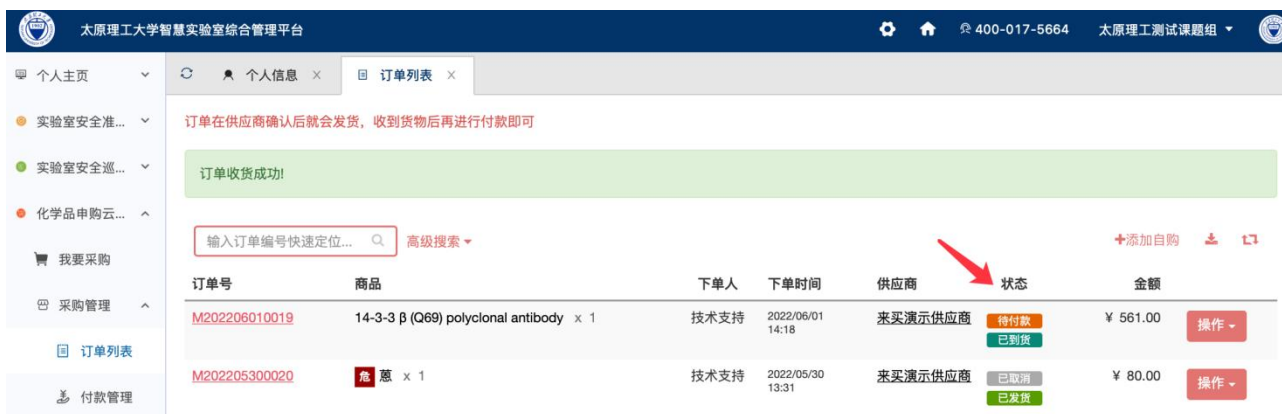 太原理工大学智慧实验室综合管理平台
400-017-5664
太原理工测试课题组
个人主页
个人信息
订单列表
实验室安全准...
实验室安全巡...
化学品申购云...
我要采购
采购管理
订单列表
付款管理
订单在供应商确认后就会发货，收到货物后再进行付款即可
订单收货成功!
输入订单编号快速定位...
高级搜索
+添加自购
订单号 商品 下单人 下单时间 供应商 状态 金额
M202206010019 14-3-3 β (Q69) polyclonal antibody x 1 技术支持 2022/06/01 14:18 来买演示供应商 待付款 已到货 ¥ 561.00 操作
M202205300020 危 蒽 x 1 技术支持 2022/05/30 13:31 来买演示供应商 已取消 已发货 ¥ 80.00 操作